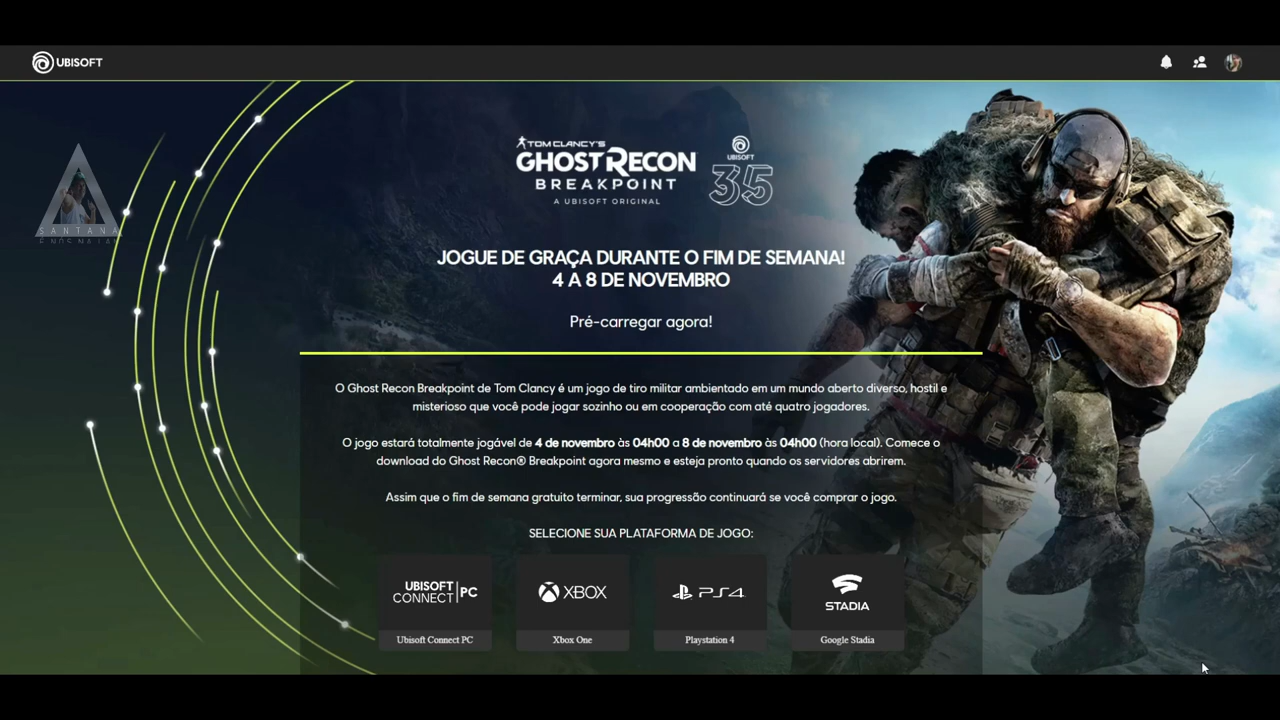 UBISOFT
TOM CLANCY'S
GHOST RECON
BREAKPOINT
A UBISOFT ORIGINAL
UBISOFT
35
SANTANA
É NÓS NA LAN
JOGUE DE GRAÇA DURANTE O FIM DE SEMANA!
4 A 8 DE NOVEMBRO
Pré-carregar agora!
O Ghost Recon Breakpoint de Tom Clancy é um jogo de tiro militar ambientado em um mundo aberto diverso, hostil e
misterioso que você pode jogar sozinho ou em cooperação com até quatro jogadores.
O jogo estará totalmente jogável de 4 de novembro às 04h00 a 8 de novembro às 04h00 (hora local). Comece o
download do Ghost Recon® Breakpoint agora mesmo e esteja pronto quando os servidores abrirem.
Assim que o fim de semana gratuito terminar, sua progressão continuará se você comprar o jogo.
SELECIONE SUA PLATAFORMA DE JOGO:
UBISOFT
CONNECT PC
Ubisoft Connect PC
XBOX
Xbox One
PS4
Playstation 4
STADIA
Google Stadia